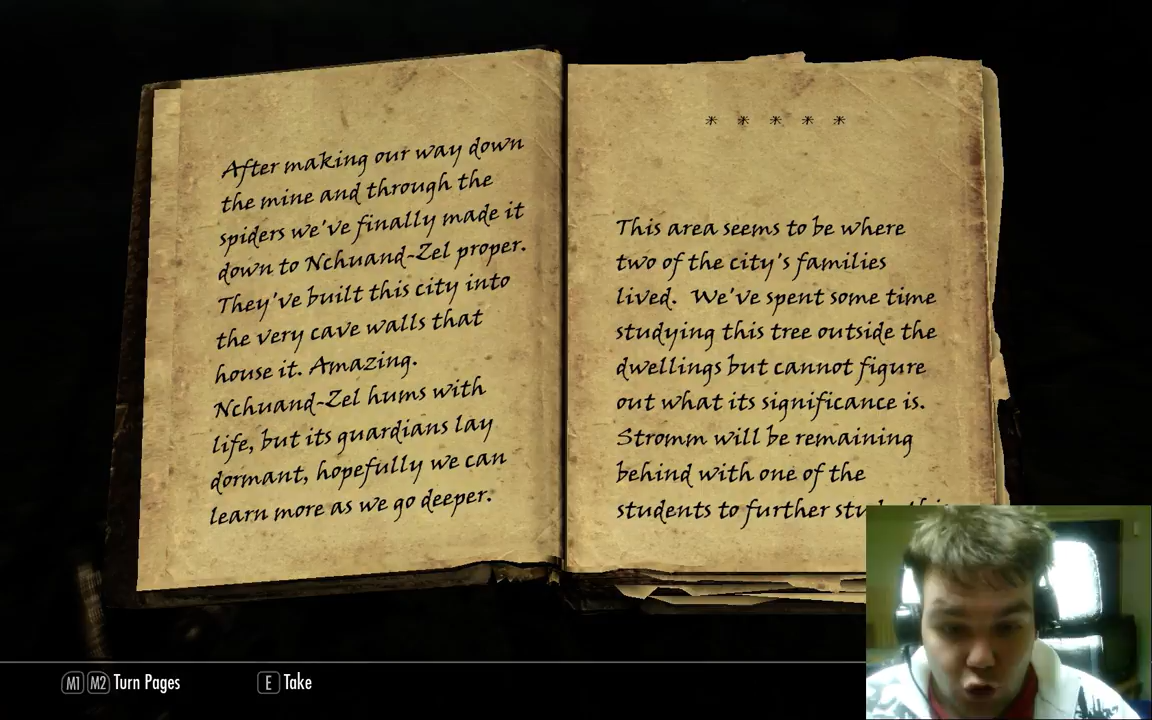 After making our way down
the mine and through the
spiders we've finally made it
down to Nchuand-Zel proper.
They've built this city into
the very cave walls that
house it. Amazing.
Nchuand-Zel hums with
life, but its guardians lay
dormant, hopefully we can
learn more as we go deeper.
* * * * *
This area seems to be where
two of the city's families
lived. We've spent some time
studying this tree outside the
dwellings but cannot figure
out what its significance is.
Stromm will be remaining
behind with one of the
students to further
M1 M2 Turn Pages
E Take